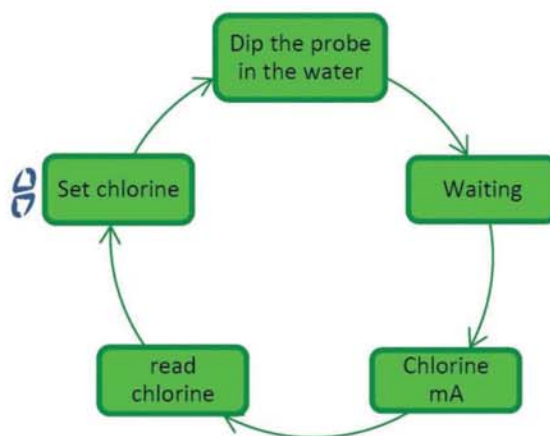 Dip the probe
in the water
Waiting
Chlorine
mA
read
chlorine
Set chlorine